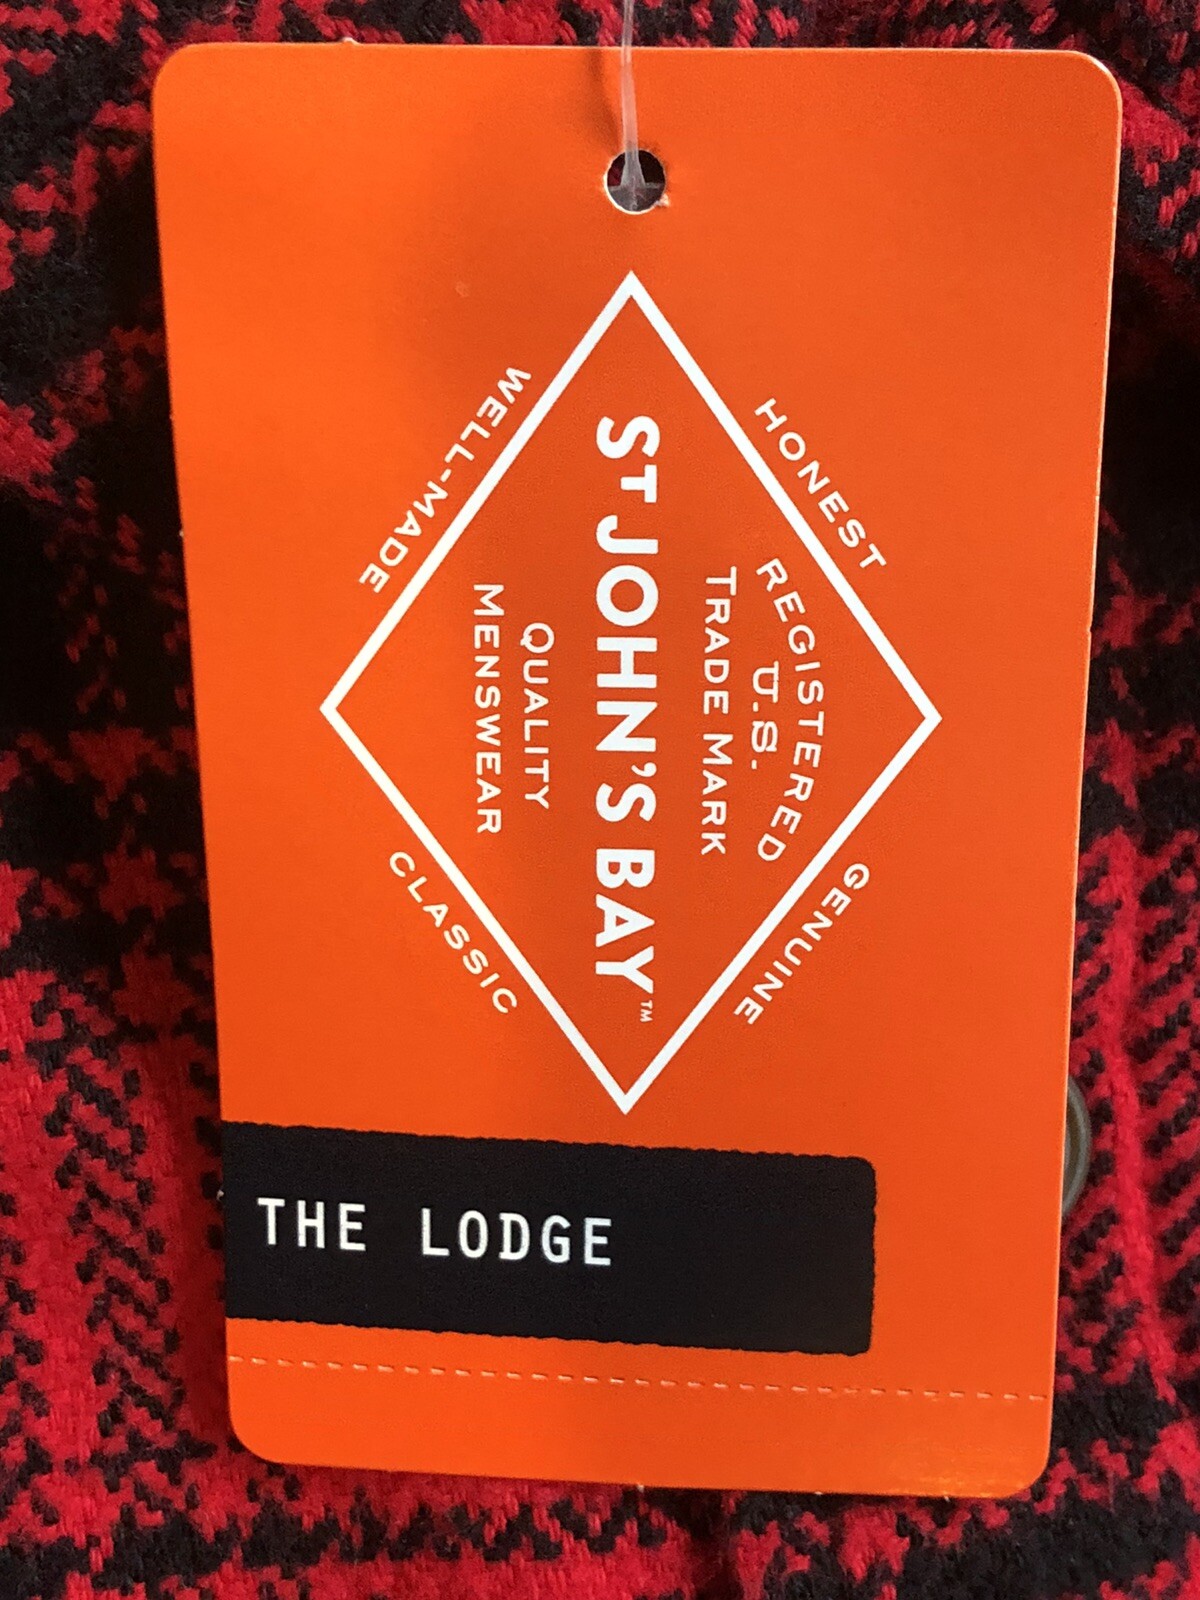 HONEST
GENUINE
REGISTERED
U.S.
TRADE MARK
ST JOHN'S BAY™
QUALITY
MENSWEAR
WELL-MADE
CLASSIC
THE LODGE